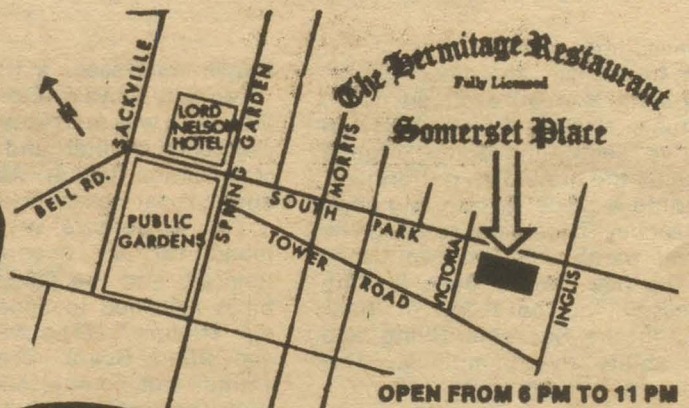 The Hermitage Restaurant
Fully Licensed
Somerset Place
SACKVILLE
LORD
NELSON
HOTEL
SPRING GARDEN
MORRIS
BELL RD.
PUBLIC
GARDENS
SOUTH PARK
TOWER ROAD
VICTORIA
INGLIS
OPEN FROM 6 PM TO 11 PM